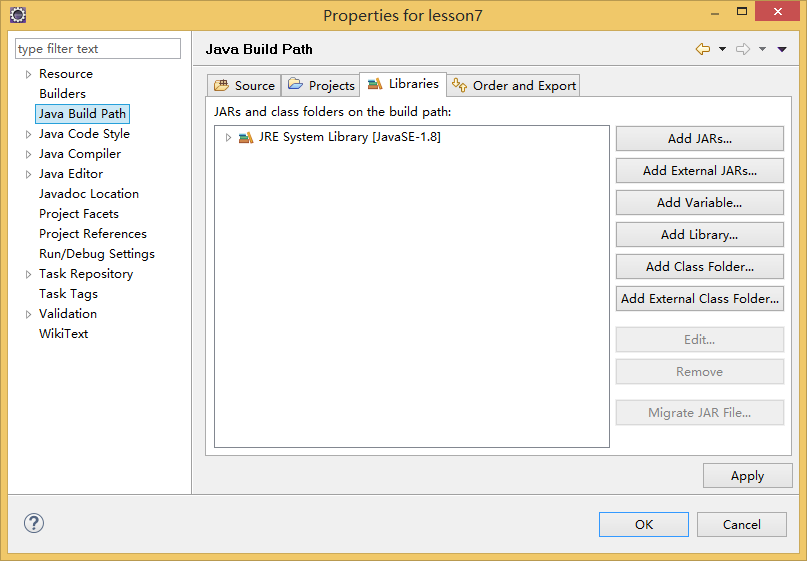 Properties for lesson7
type filter text
Resource
Builders
Java Build Path
Java Code Style
Java Compiler
Java Editor
Javadoc Location
Project Facets
Project References
Run/Debug Settings
Task Repository
Task Tags
Validation
WikiText
Java Build Path
Source
Projects
Libraries
Order and Export
JARs and class folders on the build path:
JRE System Library [JavaSE-1.8]
Add JARs...
Add External JARs...
Add Variable...
Add Library...
Add Class Folder...
Add External Class Folder...
Edit...
Remove
Migrate JAR File...
Apply
?
OK
Cancel